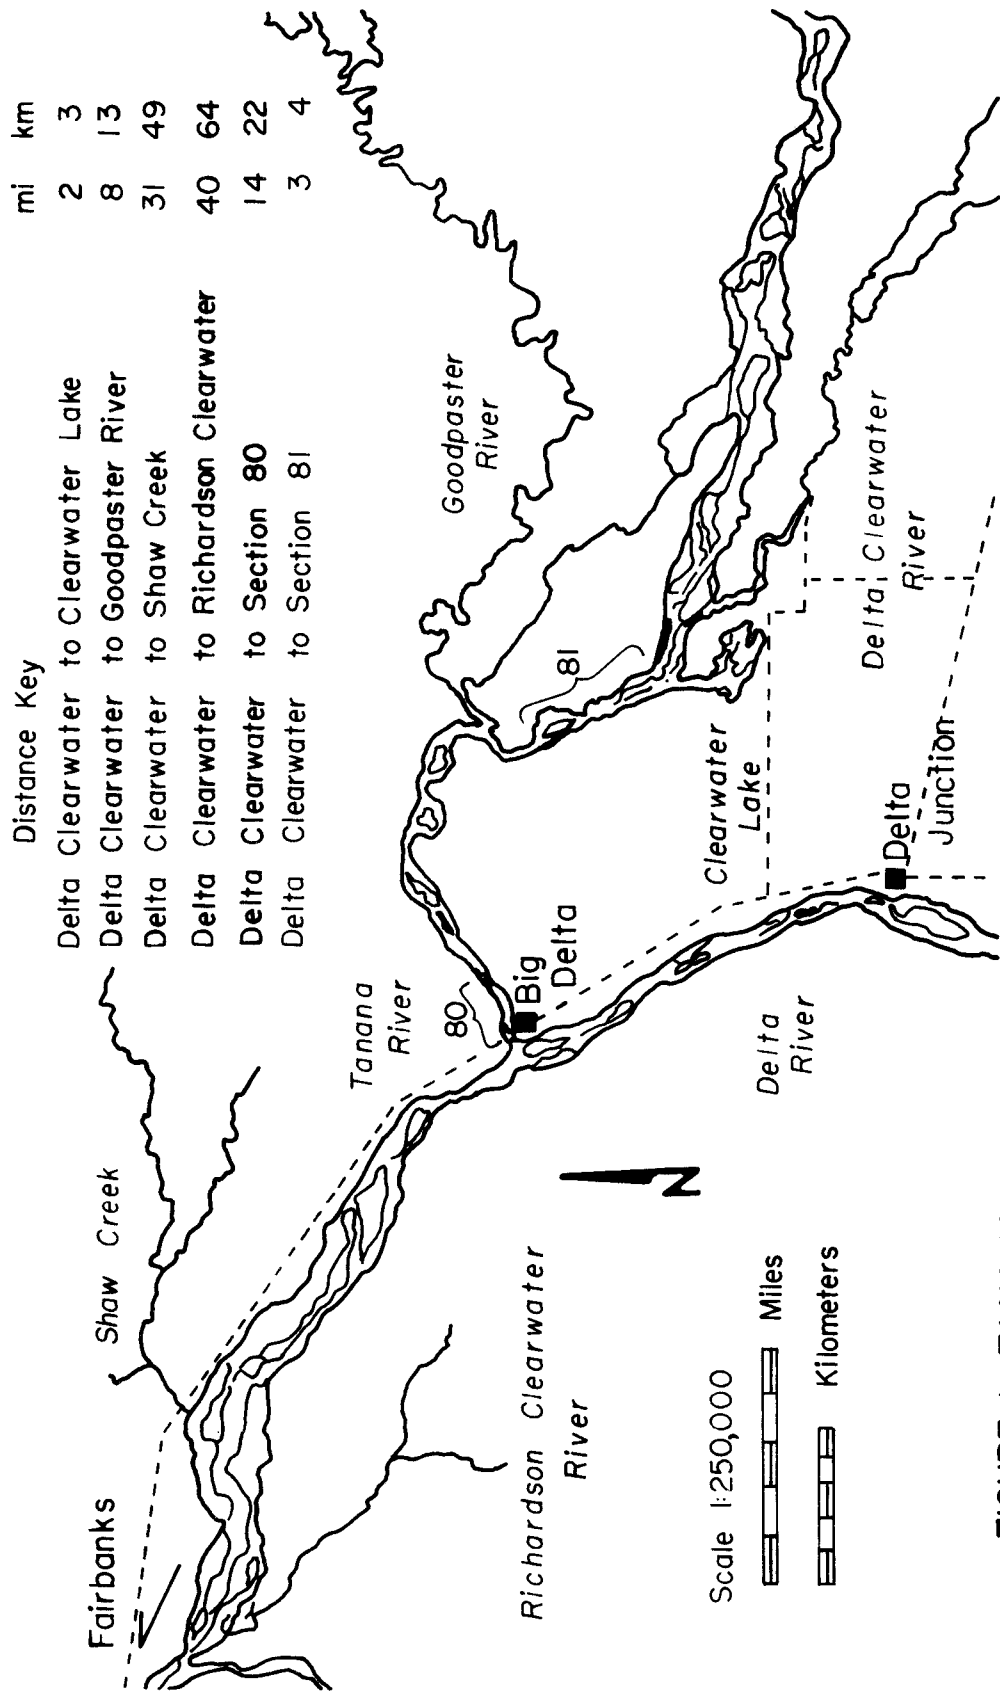 Distance Key
mi km
Delta Clearwater to Clearwater Lake 2 3
Delta Clearwater to Goodpaster River 8 13
Delta Clearwater to Shaw Creek 31 49
Delta Clearwater to Richardson Clearwater 40 64
Delta Clearwater to Section 80 14 22
Delta Clearwater to Section 81 3 4
Fairbanks
Shaw Creek
Tanana
River
80
Big
Delta
Goodpaster
River
81
Richardson Clearwater
River
Delta
River
Clearwater
Lake
Delta Clearwater
River
Delta
Junction
N
Scale 1:250,000
Miles
Kilometers